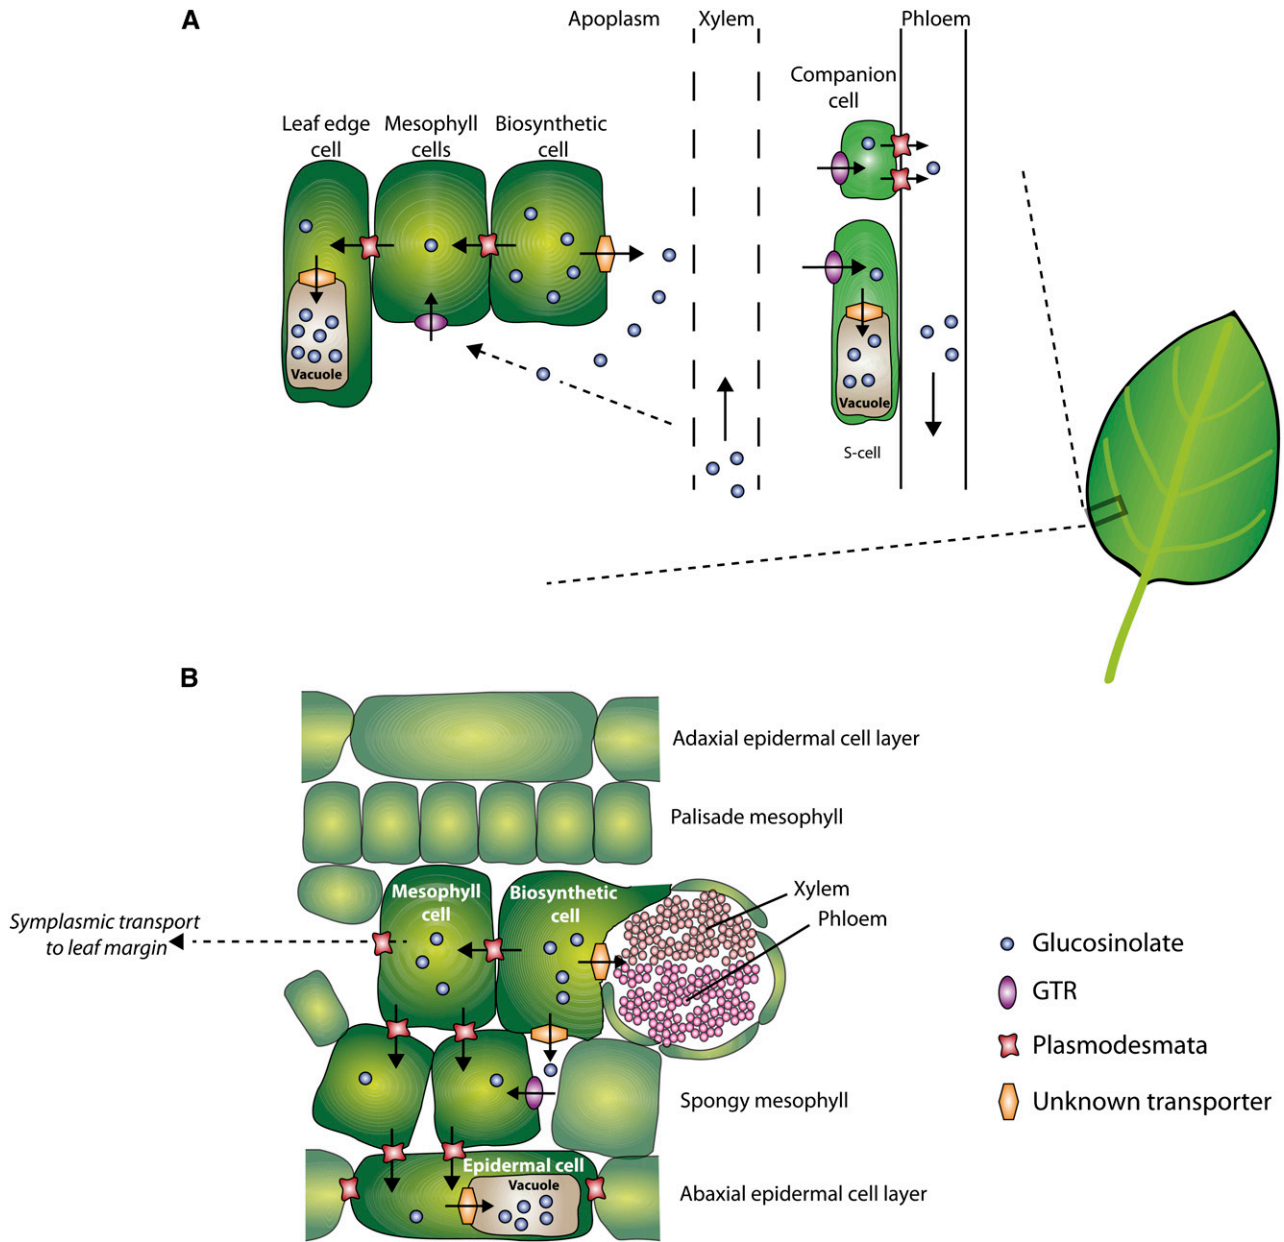 A
Apoplasm
Xylem
Phloem
Companion
cell
Leaf edge
cell
Mesophyll
cells
Biosynthetic
cell
Vacuole
Vacuole
S-cell
B
Adaxial epidermal cell layer
Palisade mesophyll
Mesophyll
cell
Biosynthetic
cell
Xylem
Phloem
Symplasmic transport
to leaf margin
Glucosinolate
GTR
Plasmodesmata
Unknown transporter
Spongy mesophyll
Epidermal cell
Vacuole
Abaxial epidermal cell layer